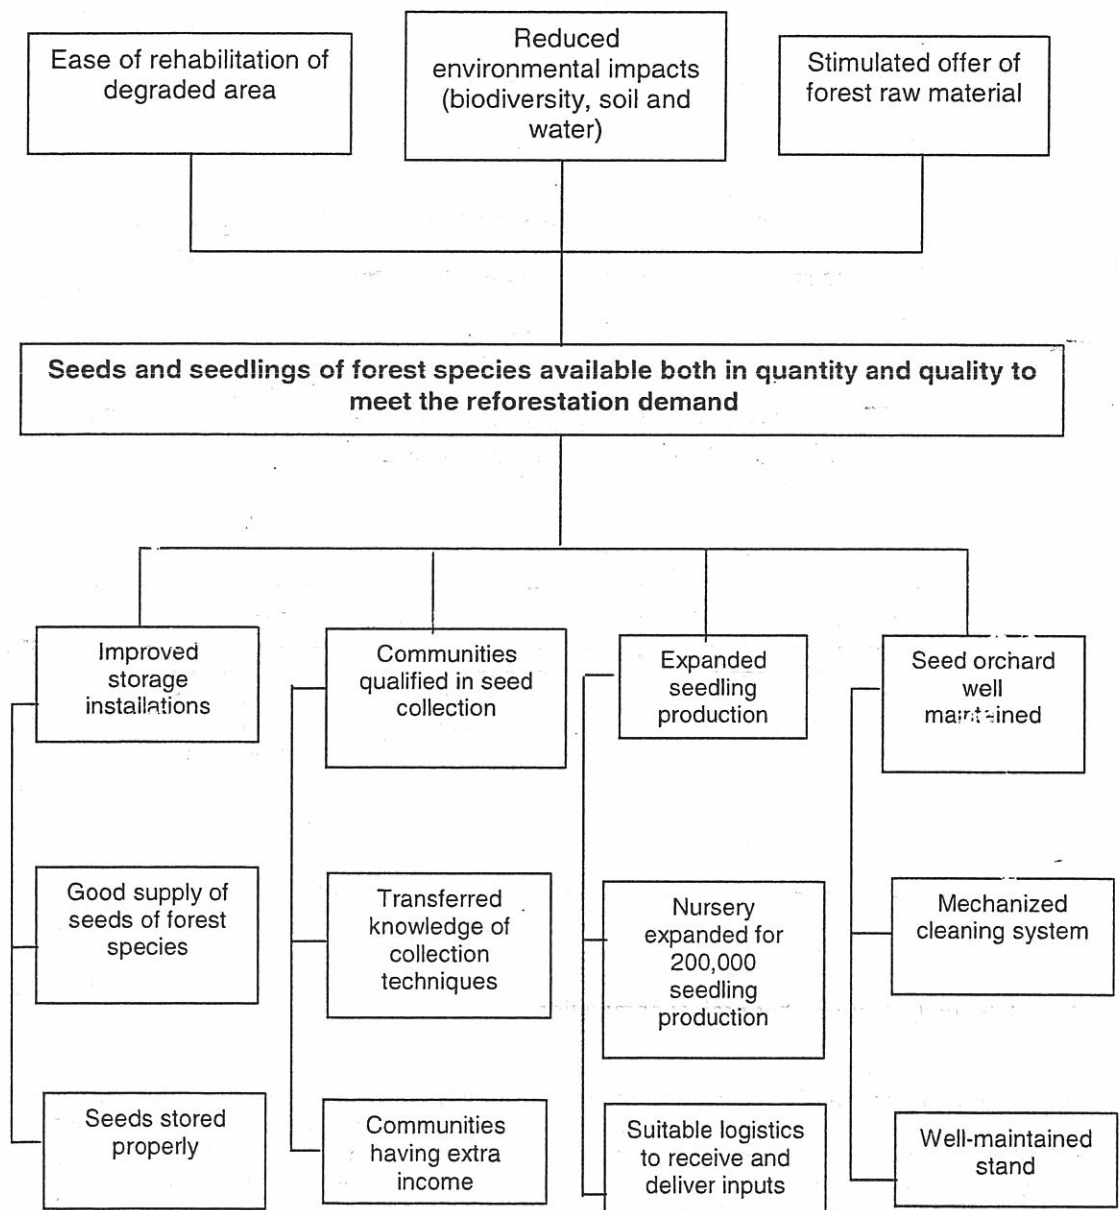 Ease of rehabilitation of
degraded area
Reduced
environmental impacts
(biodiversity, soil and
water)
Stimulated offer of
forest raw material
Seeds and seedlings of forest species available both in quantity and quality to
meet the reforestation demand
Improved
storage
installations
Communities
qualified in seed
collection
Expanded
seedling
production
Seed orchard
well
maintained
Good supply of
seeds of forest
species
Transferred
knowledge of
collection
techniques
Nursery
expanded for
200,000
seedling
production
Mechanized
cleaning system
Seeds stored
properly
Communities
having extra
income
Suitable logistics
to receive and
deliver inputs
Well-maintained
stand